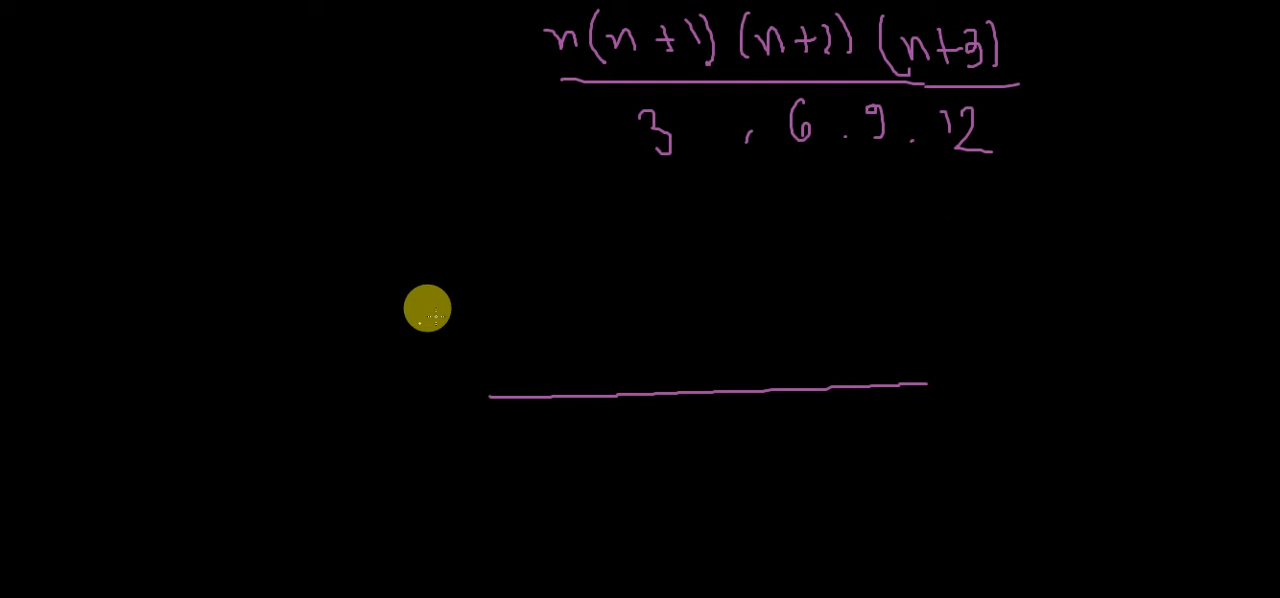 n(n+1) (n+2) (n+3)
3 . 6 . 9 . 12